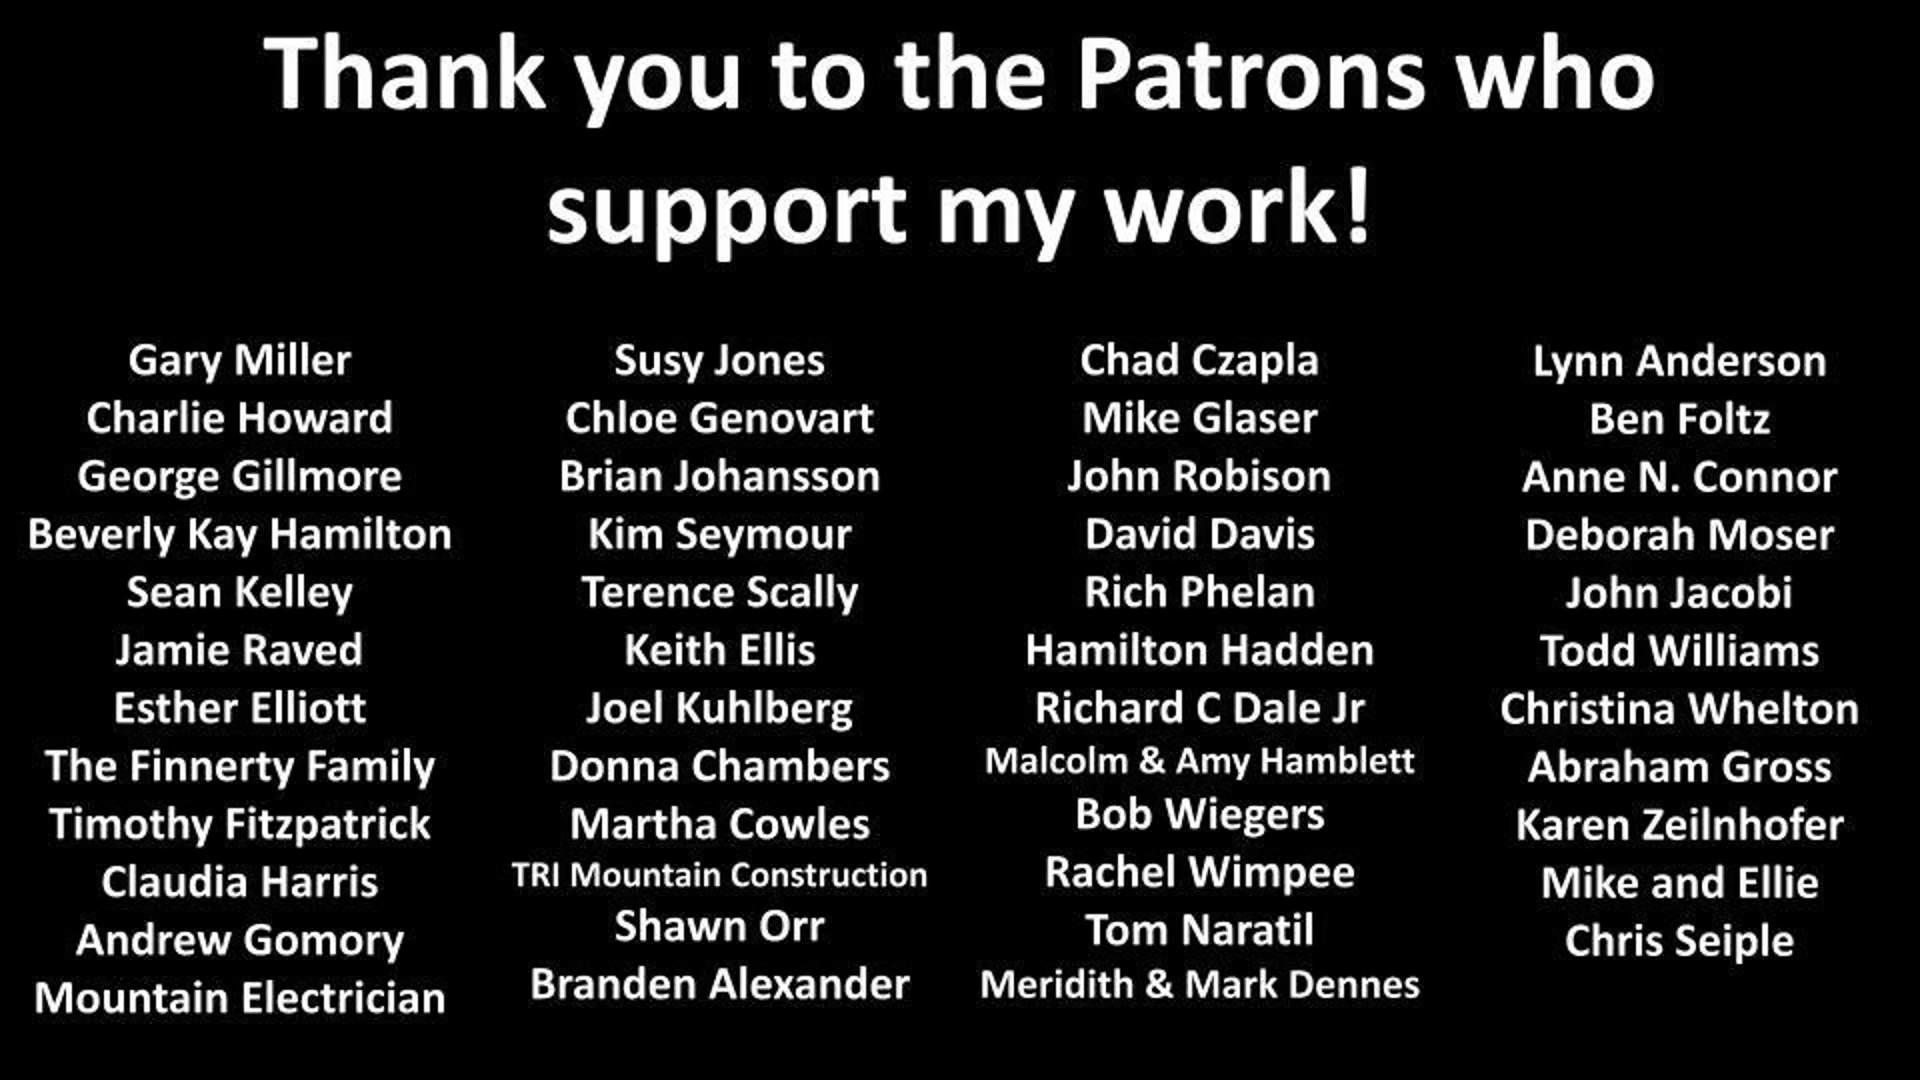 Thank you to the Patrons who
support my work!
Gary Miller
Charlie Howard
George Gillmore
Beverly Kay Hamilton
Sean Kelley
Jamie Raved
Esther Elliott
The Finnerty Family
Timothy Fitzpatrick
Claudia Harris
Andrew Gomory
Mountain Electrician
Susy Jones
Chloe Genovart
Brian Johansson
Kim Seymour
Terence Scally
Keith Ellis
Joel Kuhlberg
Donna Chambers
Martha Cowles
TRI Mountain Construction
Shawn Orr
Branden Alexander
Chad Czapla
Mike Glaser
John Robison
David Davis
Rich Phelan
Hamilton Hadden
Richard C Dale Jr
Malcolm & Amy Hamblett
Bob Wiegers
Rachel Wimpee
Tom Naratil
Meridith & Mark Dennes
Lynn Anderson
Ben Foltz
Anne N. Connor
Deborah Moser
John Jacobi
Todd Williams
Christina Whelton
Abraham Gross
Karen Zeilnhofer
Mike and Ellie
Chris Seiple